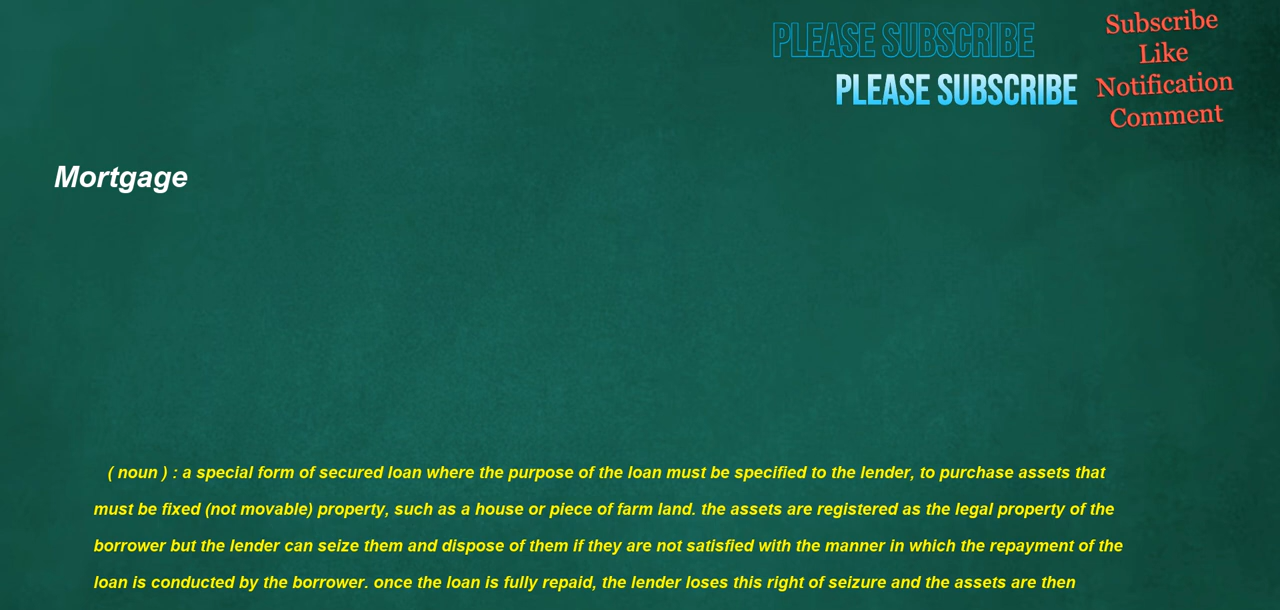 PLEASE SUBSCRIBE
PLEASE SUBSCRIBE
Subscribe
Like
Notification
Comment
Mortgage
( noun ) : a special form of secured loan where the purpose of the loan must be specified to the lender, to purchase assets that
must be fixed (not movable) property, such as a house or piece of farm land. the assets are registered as the legal property of the
borrower but the lender can seize them and dispose of them if they are not satisfied with the manner in which the repayment of the
loan is conducted by the borrower. once the loan is fully repaid, the lender loses this right of seizure and the assets are then